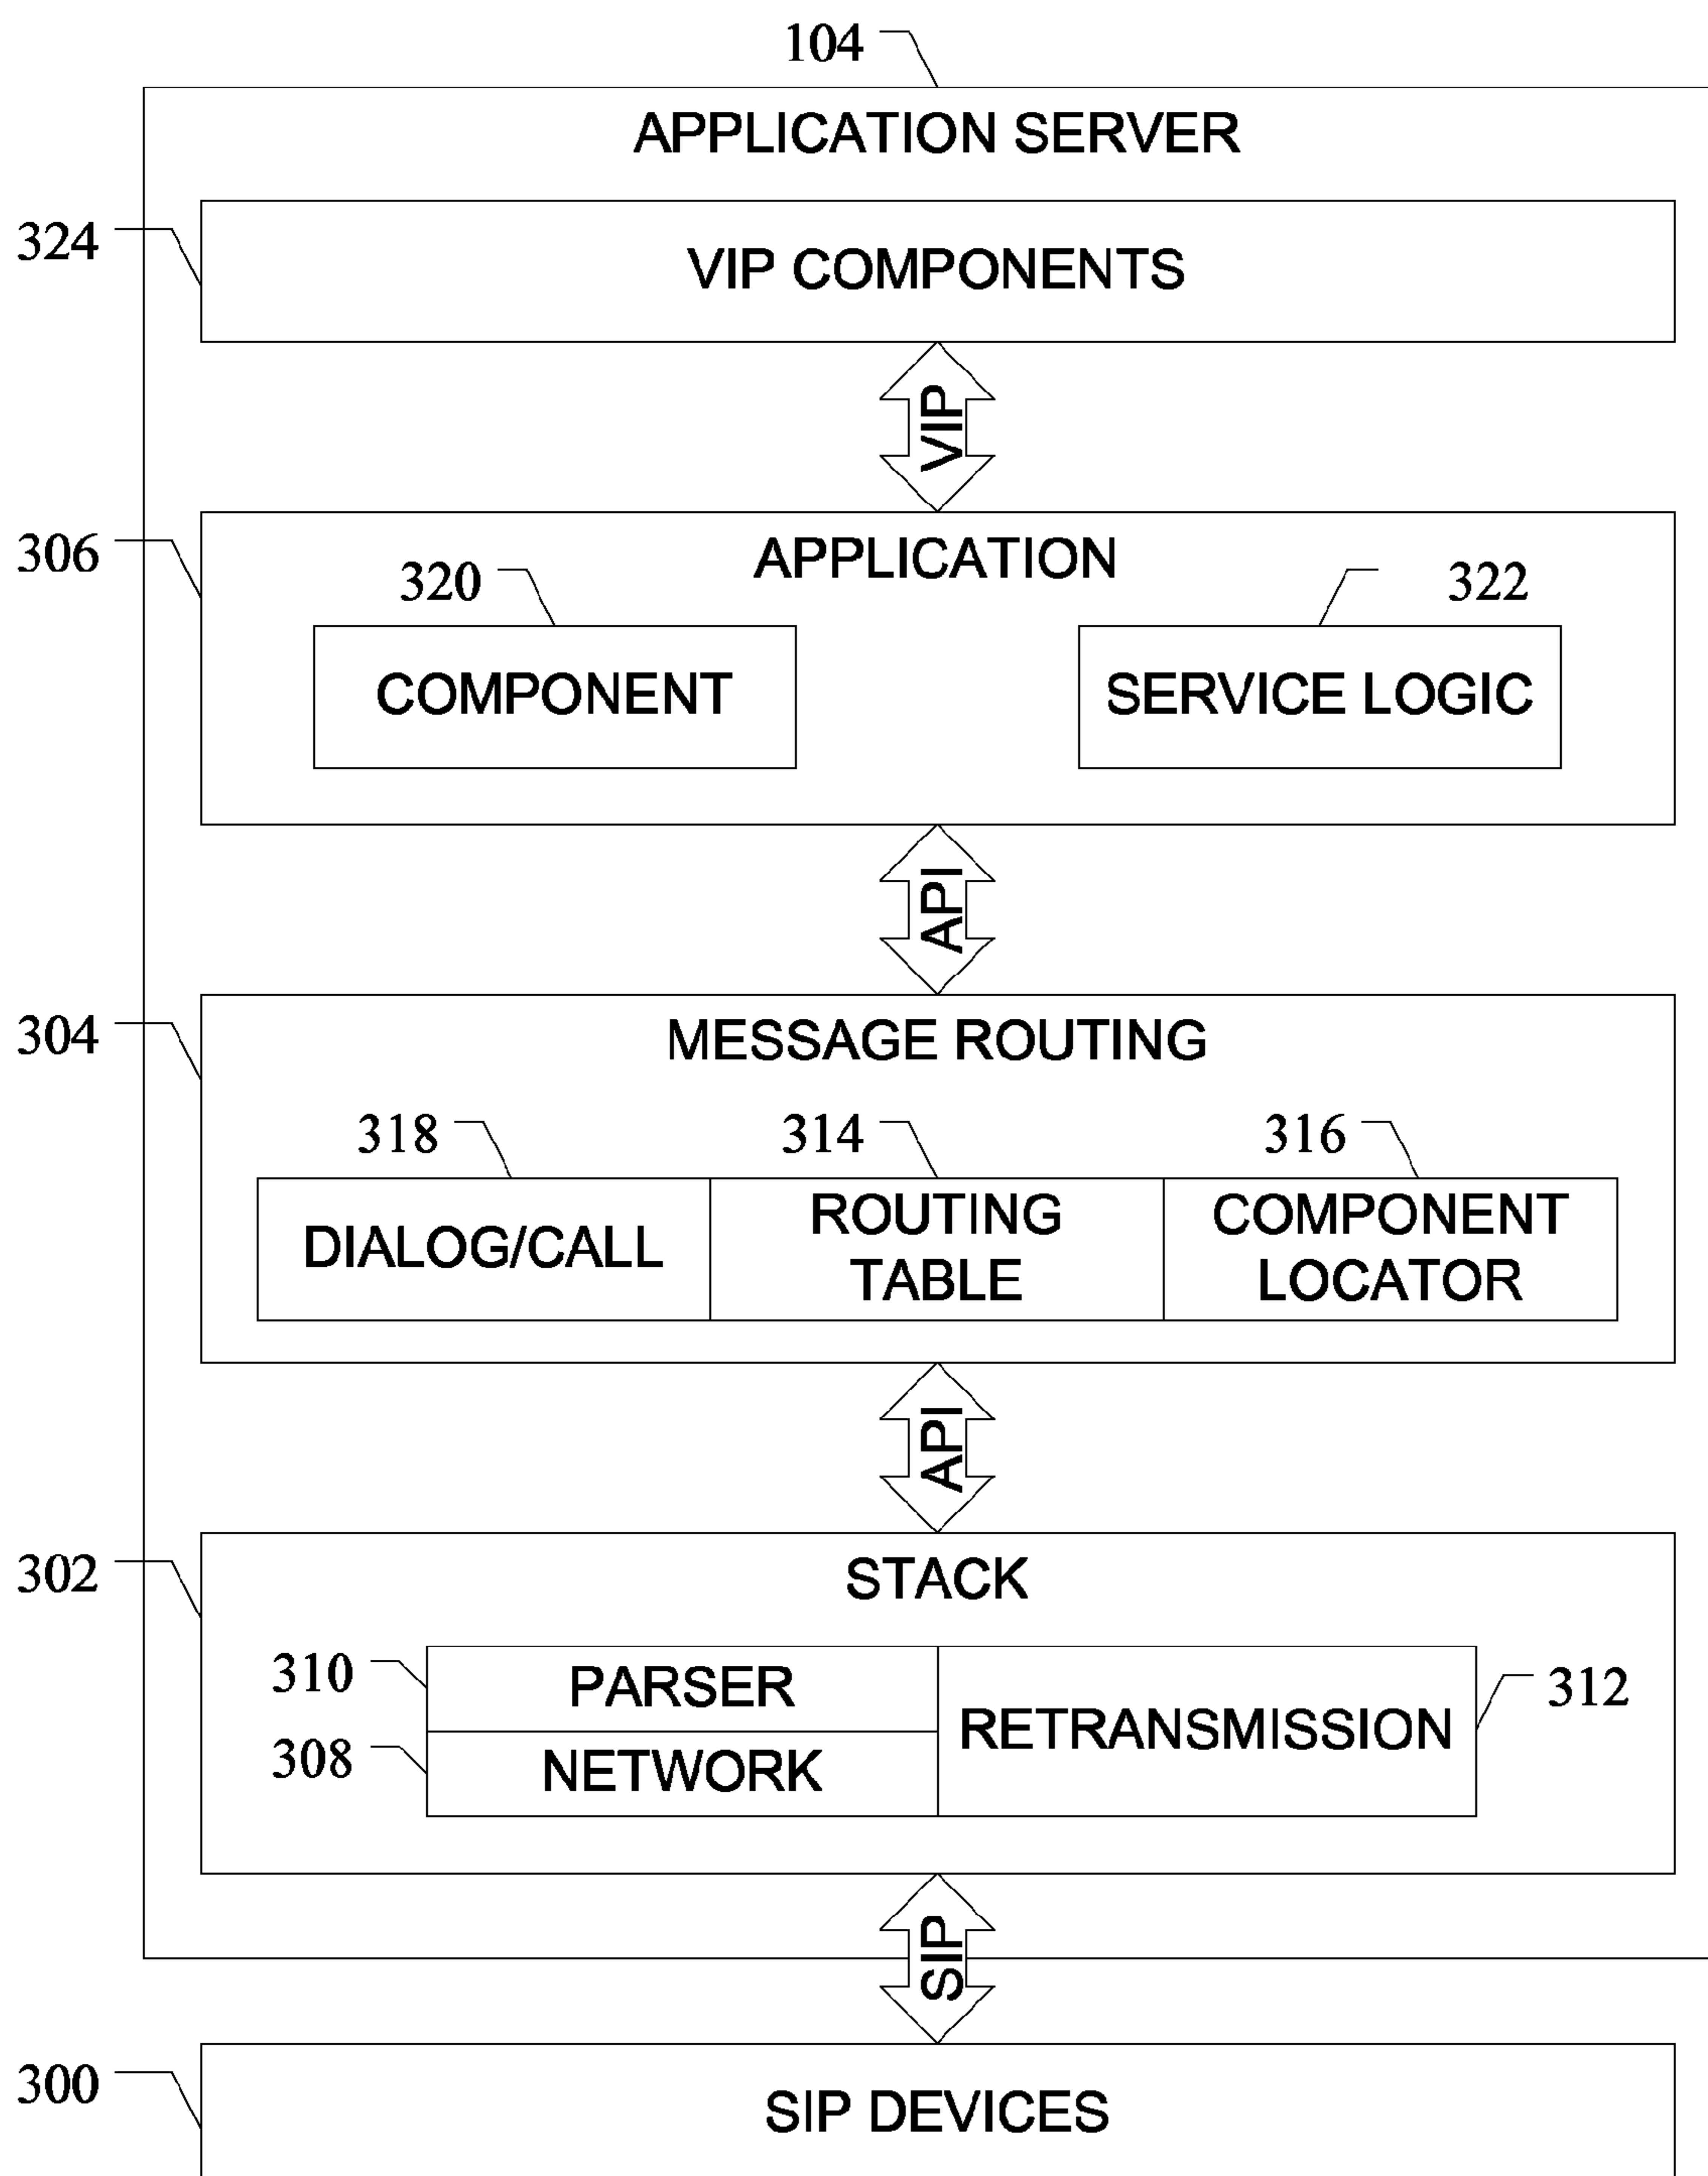 104
APPLICATION SERVER
324
VIP COMPONENTS
VIP
306
APPLICATION
320
322
COMPONENT
SERVICE LOGIC
API
304
MESSAGE ROUTING
318
314
316
DIALOG/CALL
ROUTING
TABLE
COMPONENT
LOCATOR
API
302
STACK
310
PARSER
308
NETWORK
RETRANSMISSION
312
SIP
300
SIP DEVICES